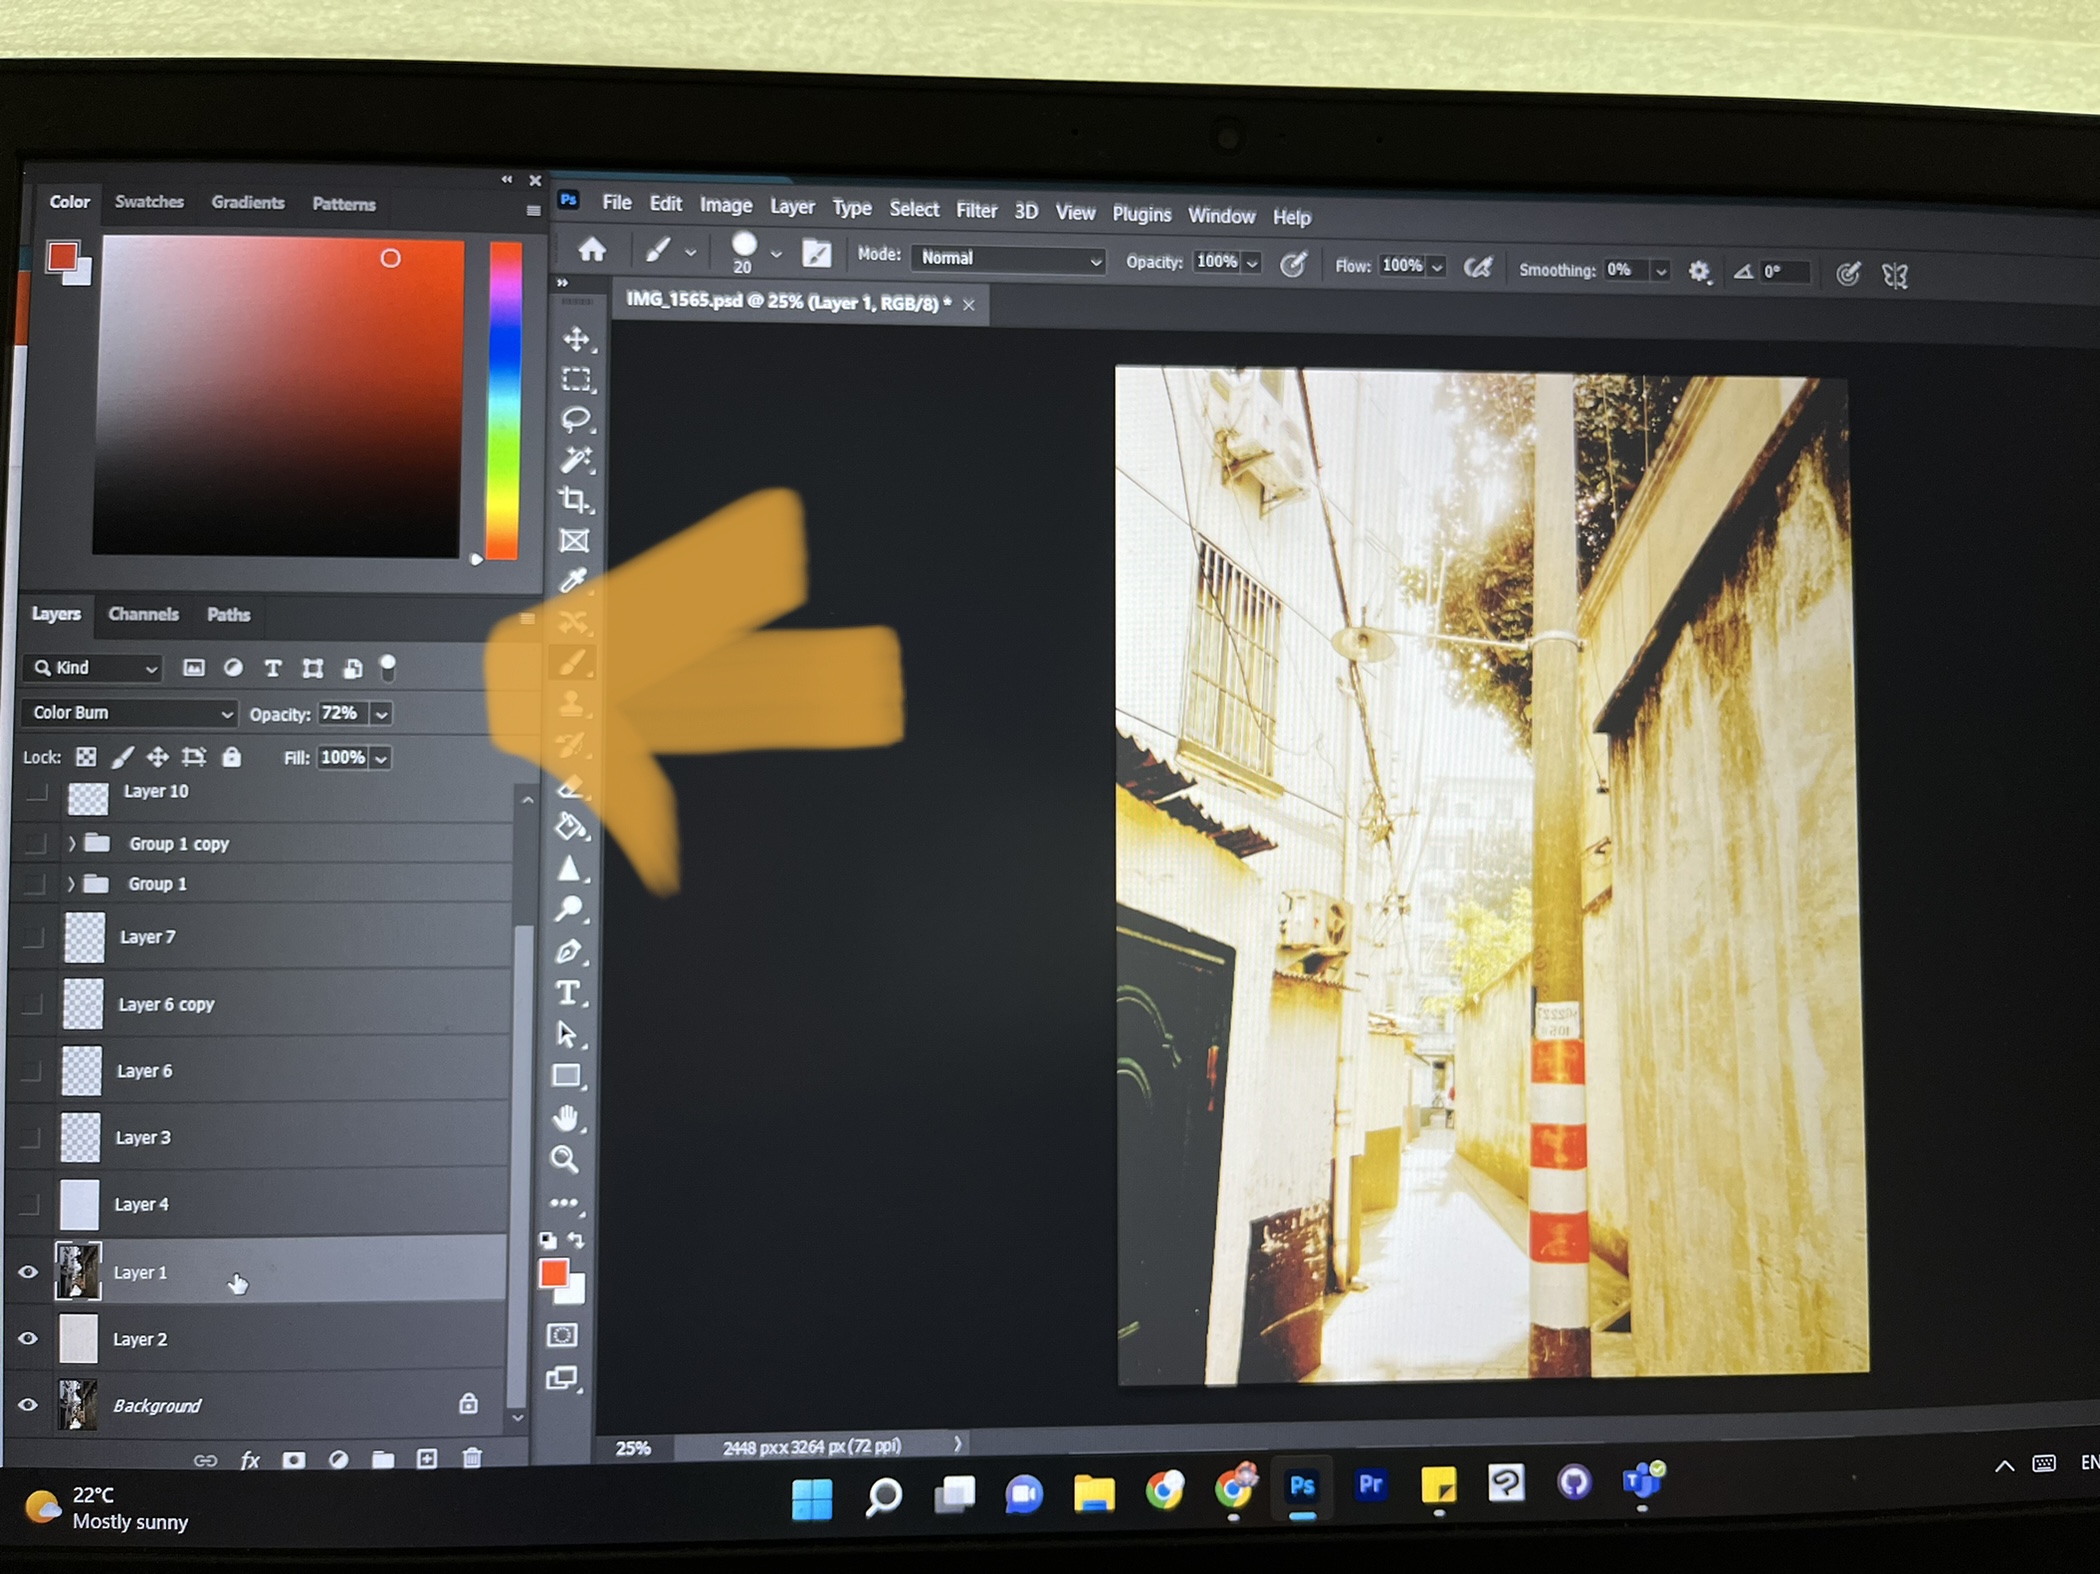 Color Swatches Gradients Patterns
Ps File Edit Image Layer Type Select Filter 3D View Plugins Window Help
20 Mode: Normal Opacity: 100% Flow: 100% Smoothing: 0% 0°
IMG_1565.psd @ 25% (Layer 1, RGB/8) *
Layers Channels Paths
Kind
Color Burn Opacity: 72%
Lock: Fill: 100%
Layer 10
Group 1 copy
Group 1
Layer 7
Layer 6 copy
Layer 6
Layer 3
Layer 4
Layer 1
Layer 2
Background
fx
25% 2448 px x 3264 px (72 ppi)
22°C
Mostly sunny
Ps Pr
EN